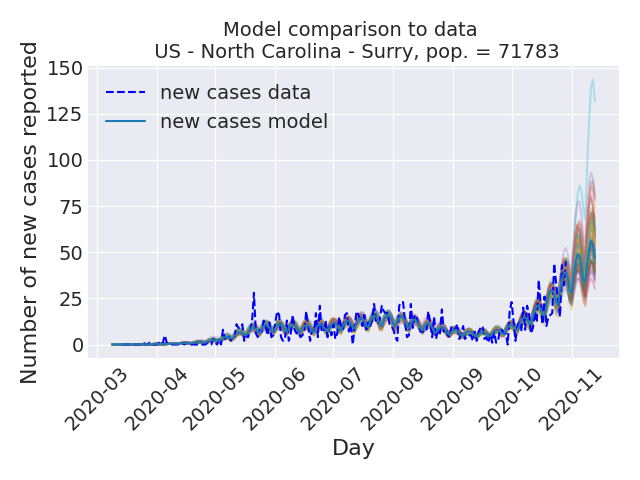 Model comparison to data
US - North Carolina - Surry, pop. = 71783
Number of new cases reported
150
125
100
75
50
25
0
new cases data
new cases model
2020-03
2020-04
2020-05
2020-06
2020-07
2020-08
2020-09
2020-10
2020-11
Day